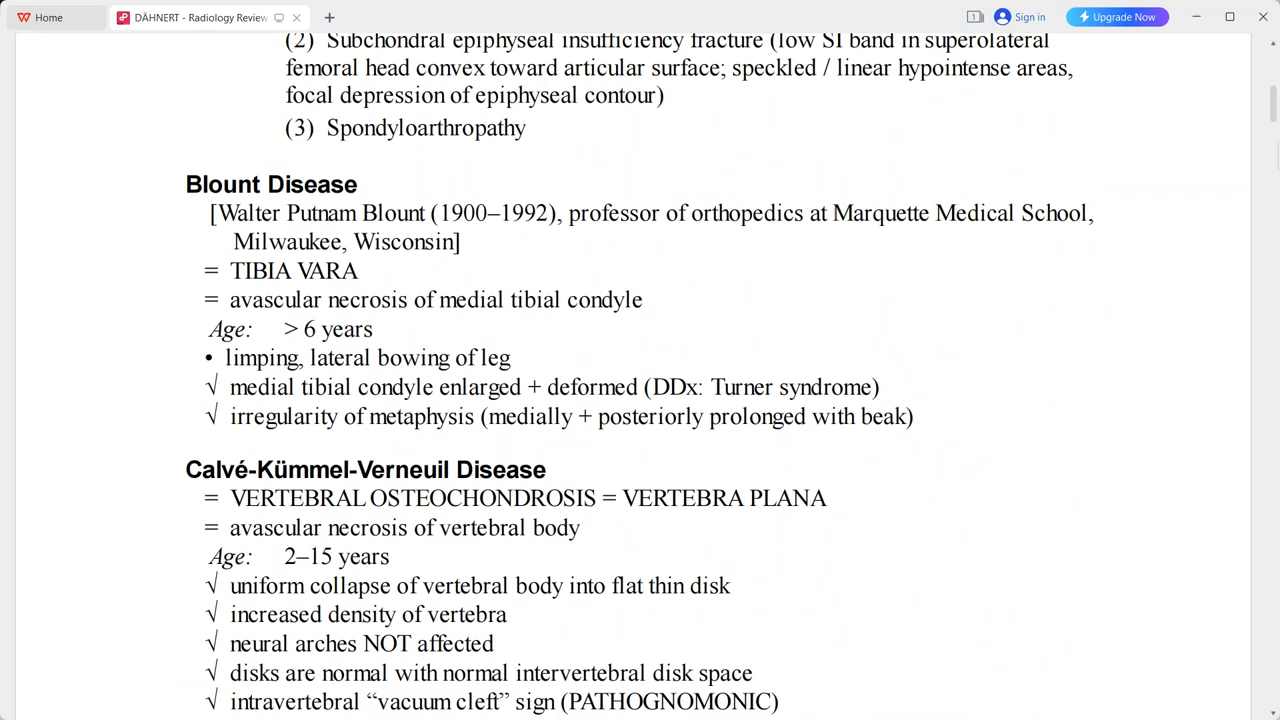 Home
DÄHNERT - Radiology Review
1
Sign in
Upgrade Now
(2) Subchondral epiphyseal insufficiency fracture (low SI band in superolateral
femoral head convex toward articular surface; speckled / linear hypointense areas,
focal depression of epiphyseal contour)
(3) Spondyloarthropathy
Blount Disease
[Walter Putnam Blount (1900–1992), professor of orthopedics at Marquette Medical School,
Milwaukee, Wisconsin]
= TIBIA VARA
= avascular necrosis of medial tibial condyle
Age: > 6 years
• limping, lateral bowing of leg
√ medial tibial condyle enlarged + deformed (DDx: Turner syndrome)
√ irregularity of metaphysis (medially + posteriorly prolonged with beak)
Calvé-Kümmel-Verneuil Disease
= VERTEBRAL OSTEOCHONDROSIS = VERTEBRA PLANA
= avascular necrosis of vertebral body
Age: 2–15 years
√ uniform collapse of vertebral body into flat thin disk
√ increased density of vertebra
√ neural arches NOT affected
√ disks are normal with normal intervertebral disk space
√ intravertebral “vacuum cleft” sign (PATHOGNOMONIC)